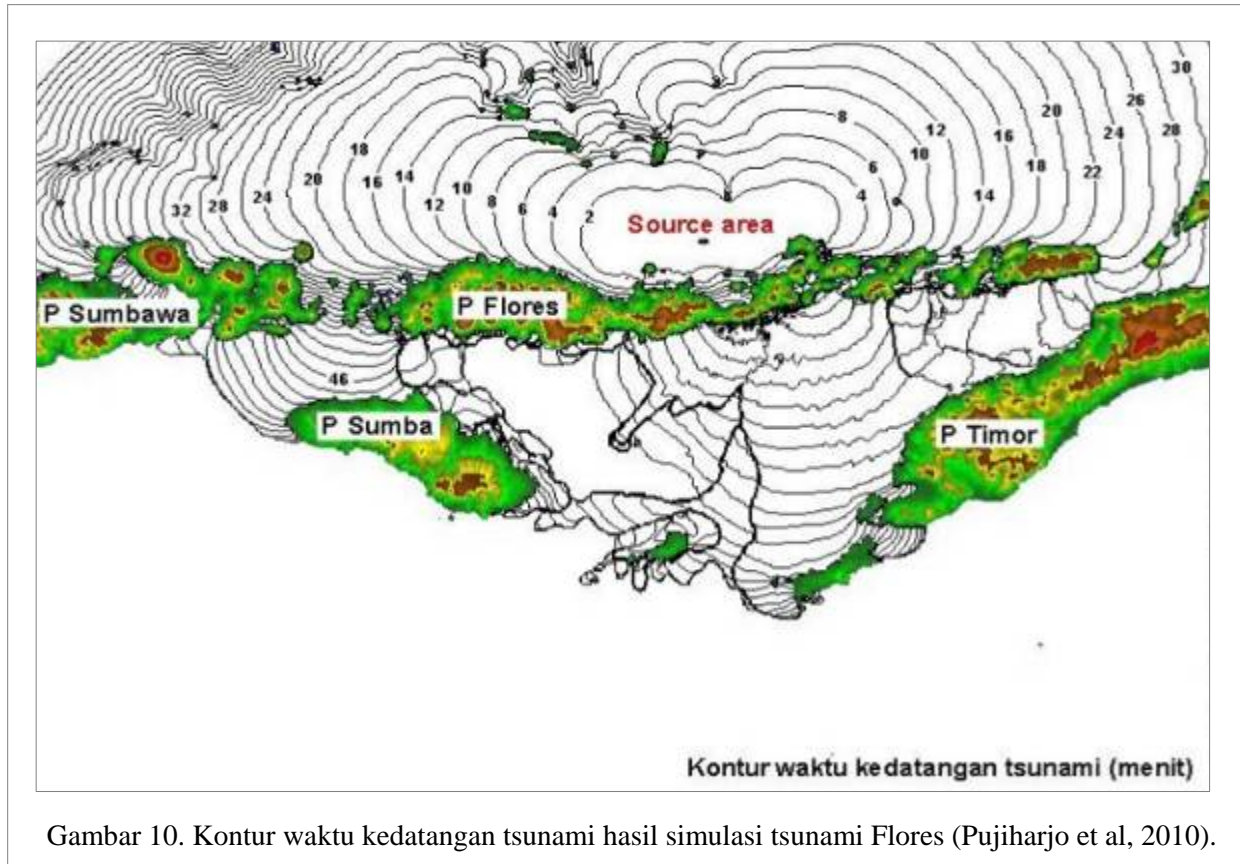 30
26
20
8
12 16 24 28
18 10
6 18 22
16 14
20 24 10 4 14
32 28 12 8 6 4 2
Source area
P Flores
P Sumbawa
46
P Sumba
P Timor
Kontur waktu kedatangan tsunami (menit)
Gambar 10. Kontur waktu kedatangan tsunami hasil simulasi tsunami Flores (Pujiharjo et al, 2010).